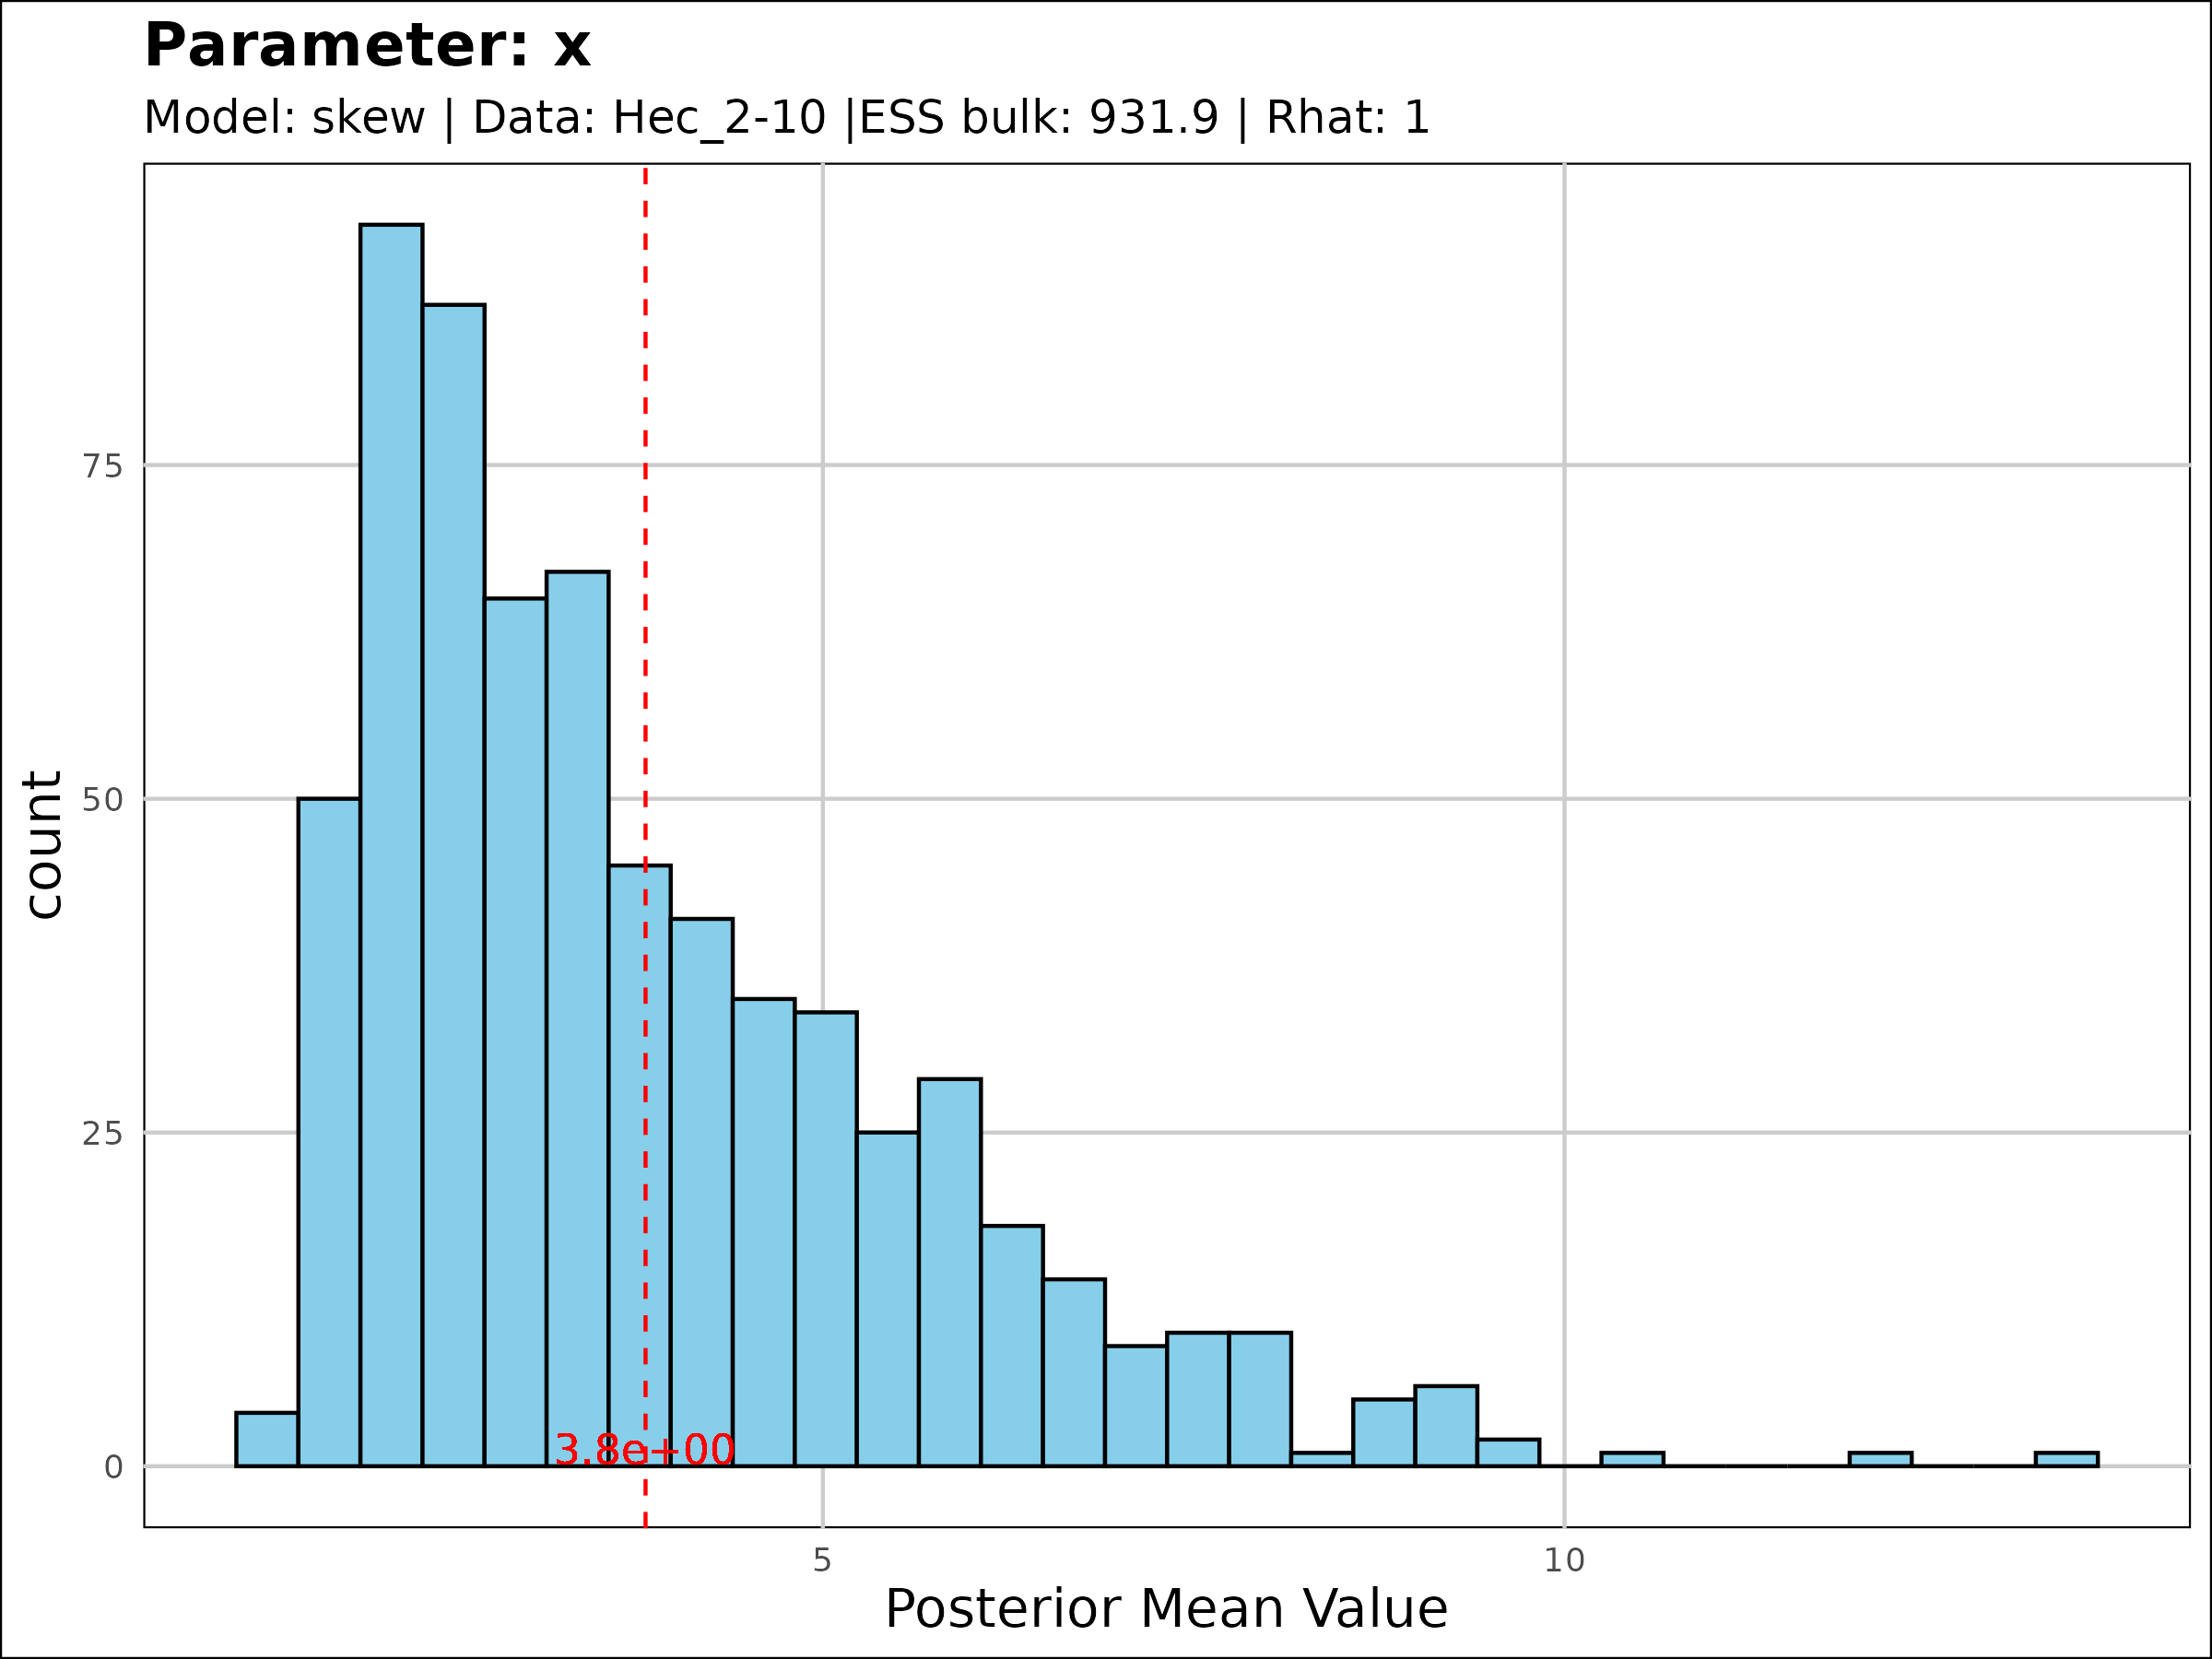 Parameter: x
Model: skew | Data: Hec_2-10 |ESS bulk: 931.9 | Rhat: 1
75
50
25
0
count
3.8e+00
5
10
Posterior Mean Value